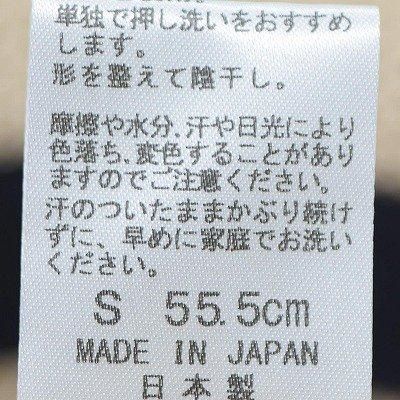 単独で押し洗いをおすすめ
します。
形を整えて陰干し。
摩擦や水分、汗や日光により
色落ち、変色することがあり
ますのでご注意ください。
汗のついたままかぶり続け
ずに、早めに家庭でお洗い
ください。
S 55.5cm
MADE IN JAPAN
日本製